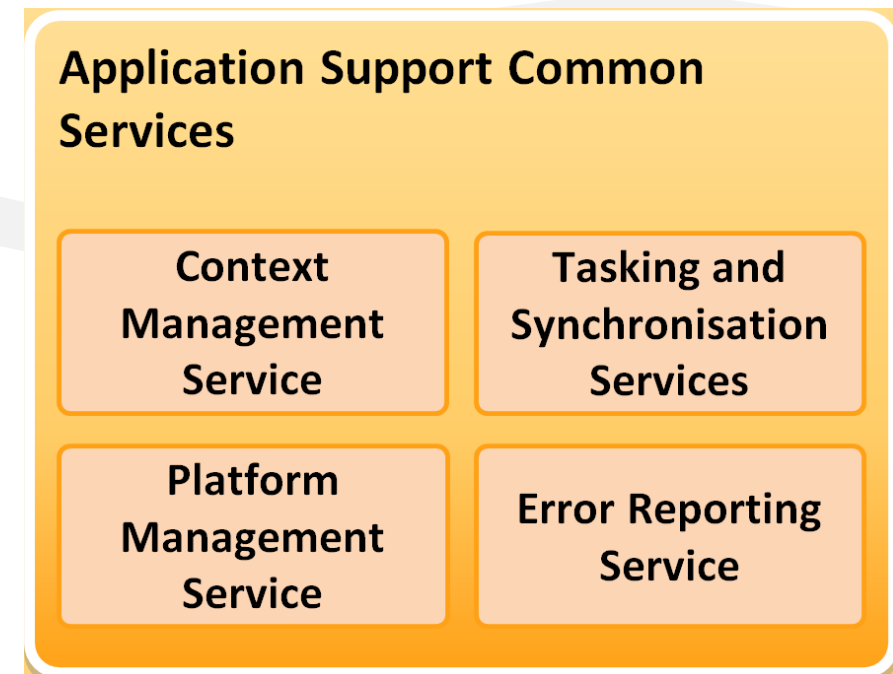 Application Support Common
Services
Context
Management
Service
Tasking and
Synchronisation
Services
Platform
Management
Service
Error Reporting
Service